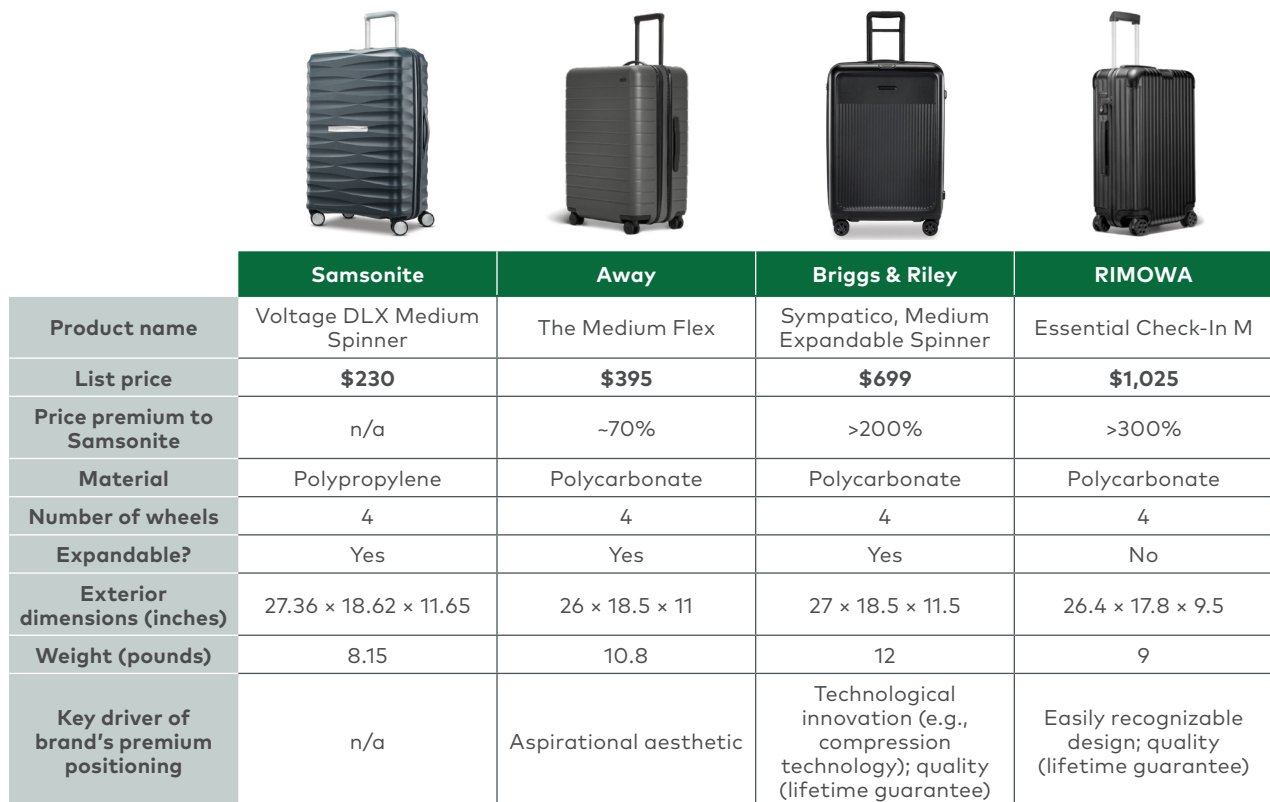 Samsonite Away Briggs & Riley RIMOWA
Product name
Voltage DLX Medium
Spinner
The Medium Flex
Sympatico, Medium
Expandable Spinner
Essential Check-In M
List price $230 $395 $699 $1,025
Price premium to
Samsonite
n/a ~70% >200% >300%
Material Polypropylene Polycarbonate Polycarbonate Polycarbonate
Number of wheels 4 4 4 4
Expandable? Yes Yes Yes No
Exterior
dimensions (inches)
27.36 × 18.62 × 11.65 26 × 18.5 × 11 27 × 18.5 × 11.5 26.4 × 17.8 × 9.5
Weight (pounds) 8.15 10.8 12 9
Key driver of
brand's premium
positioning
n/a
Aspirational aesthetic
Technological
innovation (e.g.,
compression
technology); quality
(lifetime guarantee)
Easily recognizable
design; quality
(lifetime guarantee)